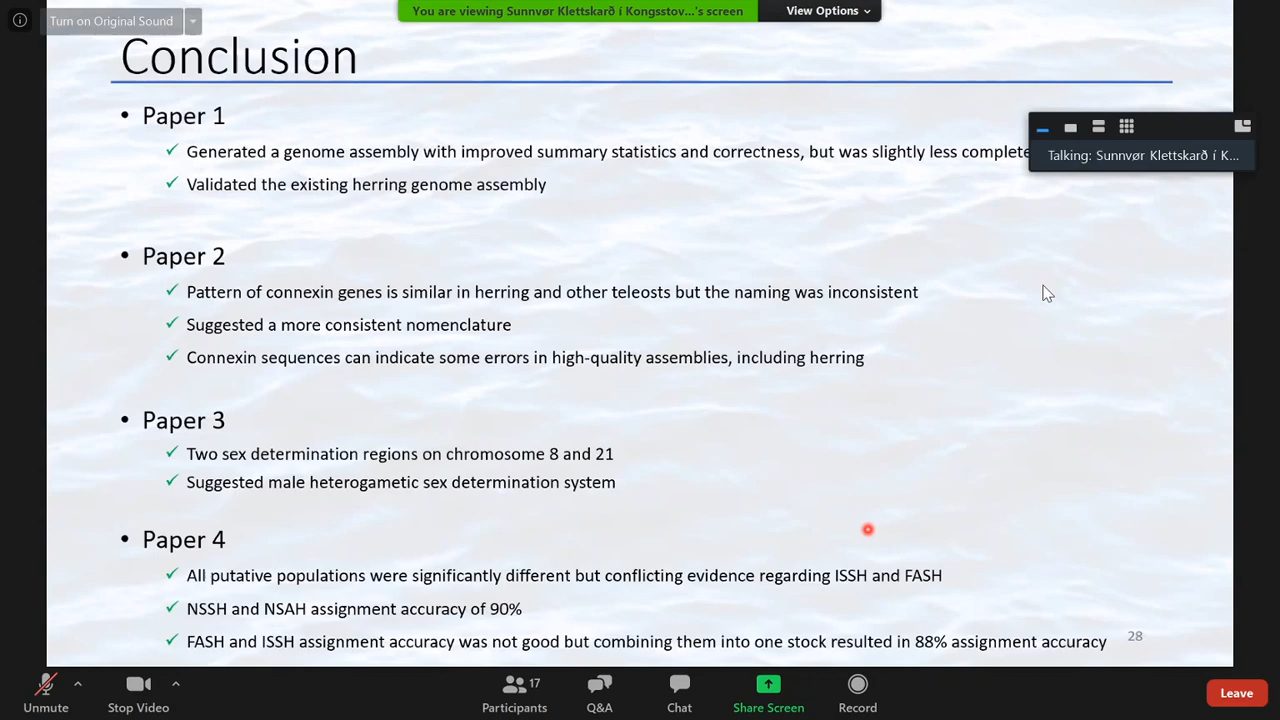 Turn on Original Sound
You are viewing Sunnvør Klettskarð í Kongsstov...'s screen
View Options
Conclusion
• Paper 1
✓ Generated a genome assembly with improved summary statistics and correctness, but was slightly less complete
Talking: Sunnvør Klettskarð í K...
✓ Validated the existing herring genome assembly
• Paper 2
✓ Pattern of connexin genes is similar in herring and other teleosts but the naming was inconsistent
✓ Suggested a more consistent nomenclature
✓ Connexin sequences can indicate some errors in high-quality assemblies, including herring
• Paper 3
✓ Two sex determination regions on chromosome 8 and 21
✓ Suggested male heterogametic sex determination system
• Paper 4
✓ All putative populations were significantly different but conflicting evidence regarding ISSH and FASH
✓ NSSH and NSAH assignment accuracy of 90%
✓ FASH and ISSH assignment accuracy was not good but combining them into one stock resulted in 88% assignment accuracy
28
17
Unmute
Stop Video
Participants
Q&A
Chat
Share Screen
Record
Leave